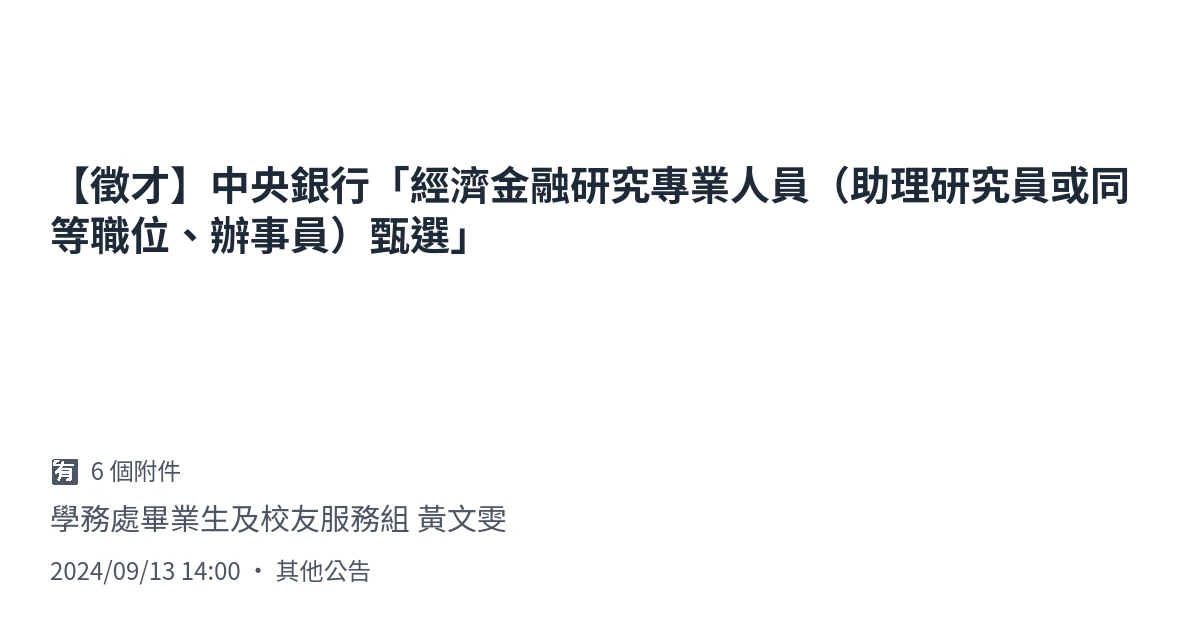 【徵才】中央銀行「經濟金融研究專業人員（助理研究員或同
等職位、辦事員）甄選」
有 6 個附件
學務處畢業生及校友服務組 黃文雯
2024/09/13 14:00 • 其他公告